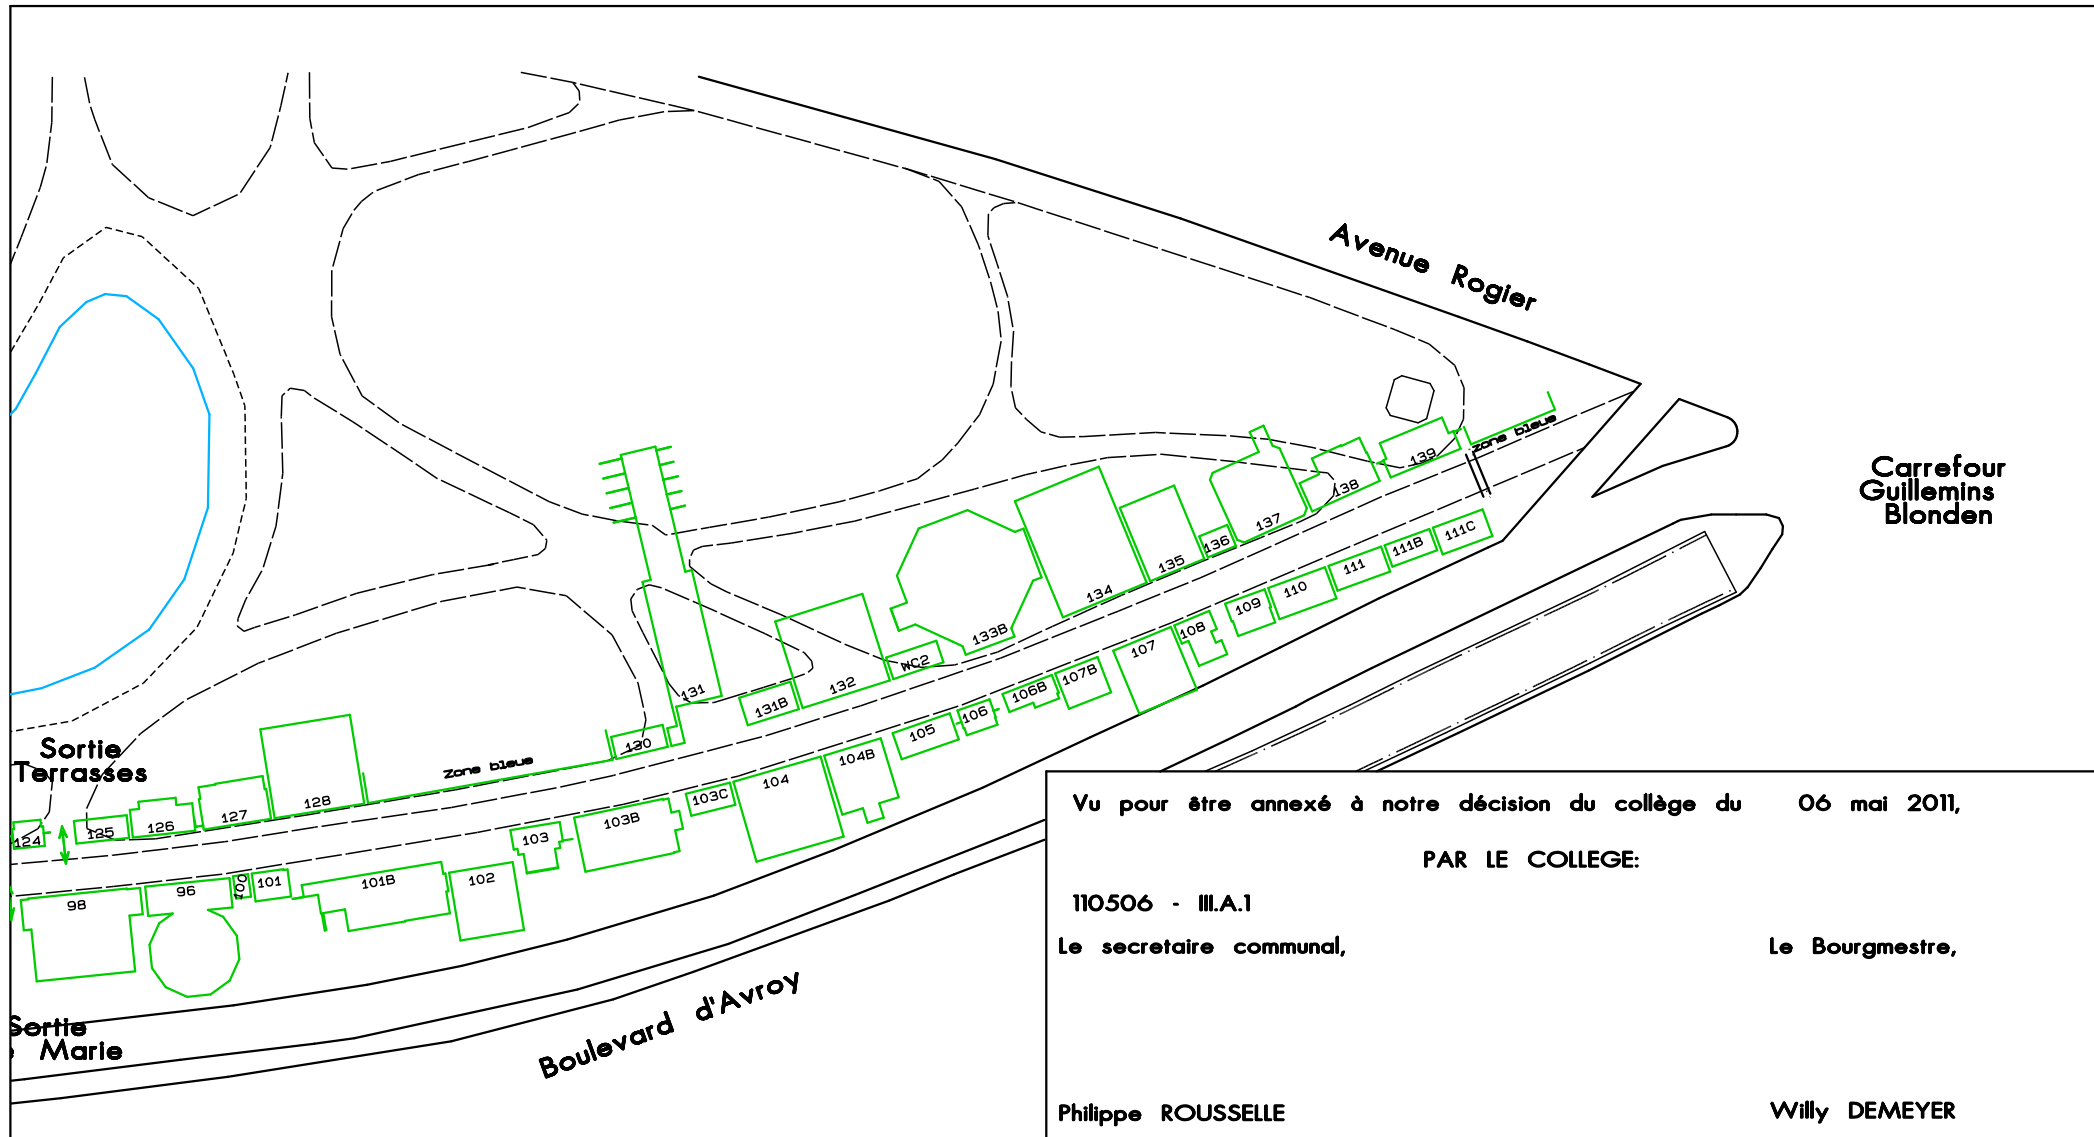 Avenue Rogier
Carrefour
Guillemins
Blonden
Zone bleue
139
138
137
136
135
134
133B
WC2
132
131B
131
130
Zone bleue
128
127
126
125
124
Sortie
Terrasses
111C
111B
111
110
109
108
107
107B
106B
106
105
104B
104
103C
103B
103
102
101B
101
100
96
98
Sortie
Marie
Boulevard d'Avroy
Vu pour être annexé à notre décision du collège du 06 mai 2011,
PAR LE COLLEGE:
110506 - III.A.1
Le secretaire communal, Le Bourgmestre,
Philippe ROUSSELLE Willy DEMEYER